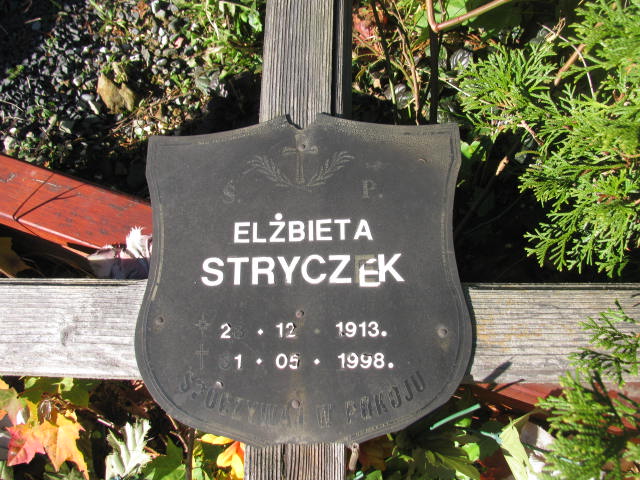 Ś. P.
ELŻBIETA
STRYCZEK
12 1913.
05 1998.
SPOCZYWAJ W POKOJU